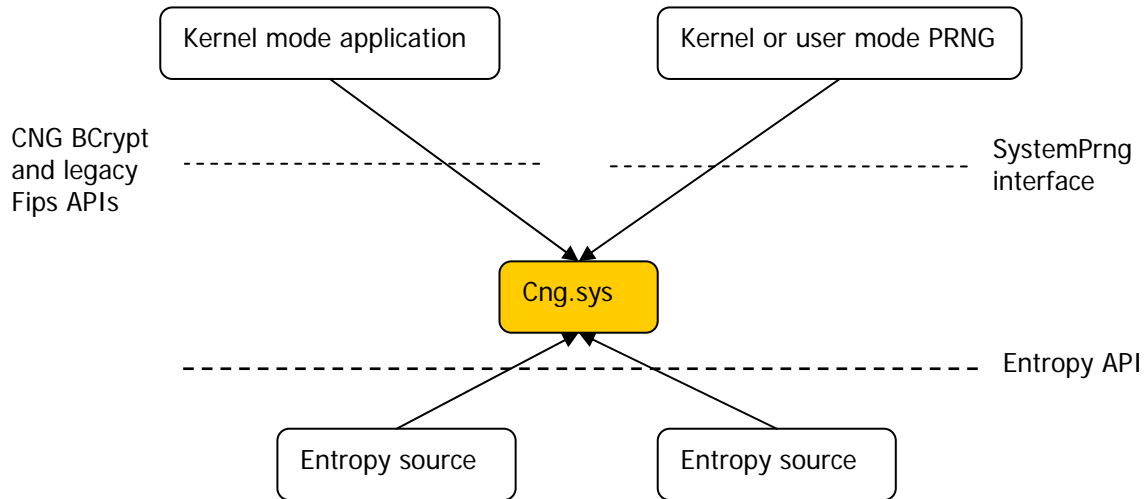 Kernel mode application
Kernel or user mode PRNG
CNG BCrypt
and legacy
Fips APIs
SystemPrng
interface
Cng.sys
Entropy API
Entropy source
Entropy source